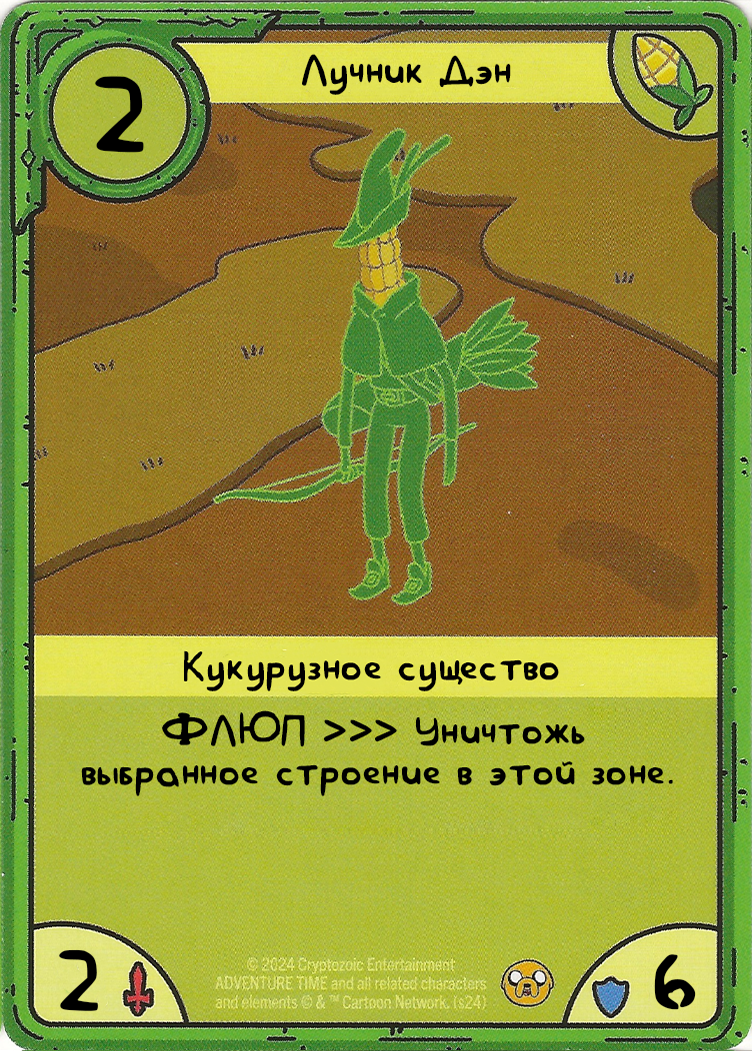 2
Лучник Дэн
Кукурузное существо
ФЛЮП >>> Уничтожь
выбранное строение в этой зоне.
© 2024 Cryptozoic Entertainment
ADVENTURE TIME and all related characters
and elements © & ™ Cartoon Network. (s24)
2
6